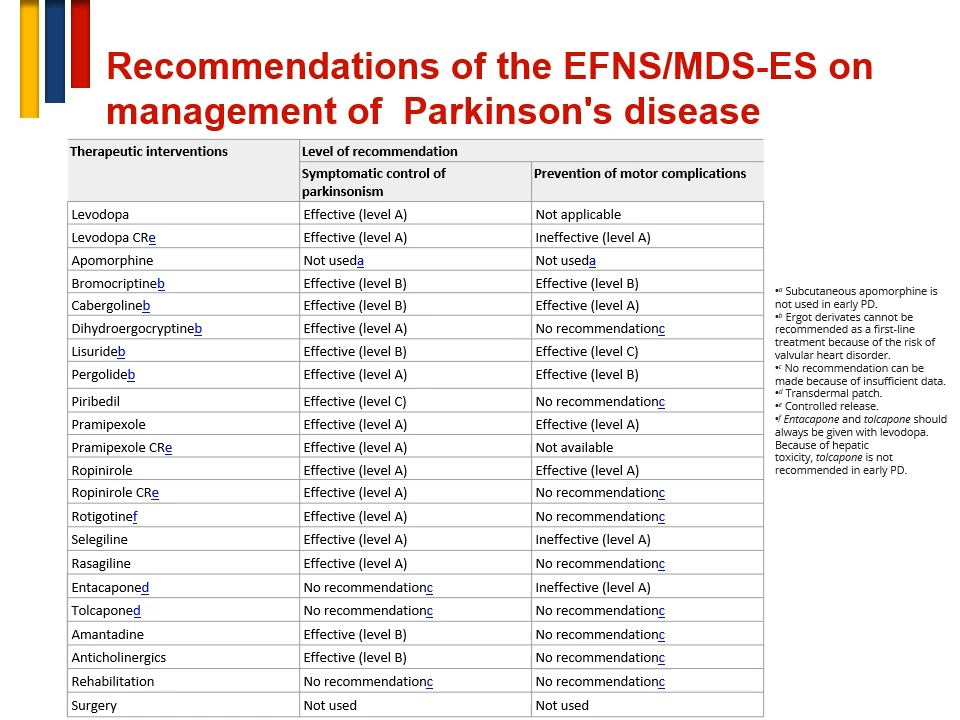 Recommendations of the EFNS/MDS-ES on
management of Parkinson's disease
Therapeutic interventions Level of recommendation
Symptomatic control of
parkinsonism
Prevention of motor complications
Levodopa Effective (level A) Not applicable
Levodopa CRe Effective (level A) Ineffective (level A)
Apomorphine Not useda Not useda
Bromocriptineb Effective (level B) Effective (level B)
Cabergolineb Effective (level B) Effective (level A)
Dihydroergocryptineb Effective (level A) No recommendationc
Lisurideb Effective (level B) Effective (level C)
Pergolideb Effective (level A) Effective (level B)
Piribedil Effective (level C) No recommendationc
Pramipexole Effective (level A) Effective (level A)
Pramipexole CRe Effective (level A) Not available
Ropinirole Effective (level A) Effective (level A)
Ropinirole CRe Effective (level A) No recommendationc
Rotigotinef Effective (level A) No recommendationc
Selegiline Effective (level A) Ineffective (level A)
Rasagiline Effective (level A) No recommendationc
Entacaponed No recommendationc Ineffective (level A)
Tolcaponed No recommendationc No recommendationc
Amantadine Effective (level B) No recommendationc
Anticholinergics Effective (level B) No recommendationc
Rehabilitation No recommendationc No recommendationc
Surgery Not used Not used
•a Subcutaneous apomorphine is
not used in early PD.
•b Ergot derivates cannot be
recommended as a first-line
treatment because of the risk of
valvular heart disorder.
•c No recommendation can be
made because of insufficient data.
•d Transdermal patch.
•e Controlled release.
•f Entacapone and tolcapone should
always be given with levodopa.
Because of hepatic
toxicity, tolcapone is not
recommended in early PD.